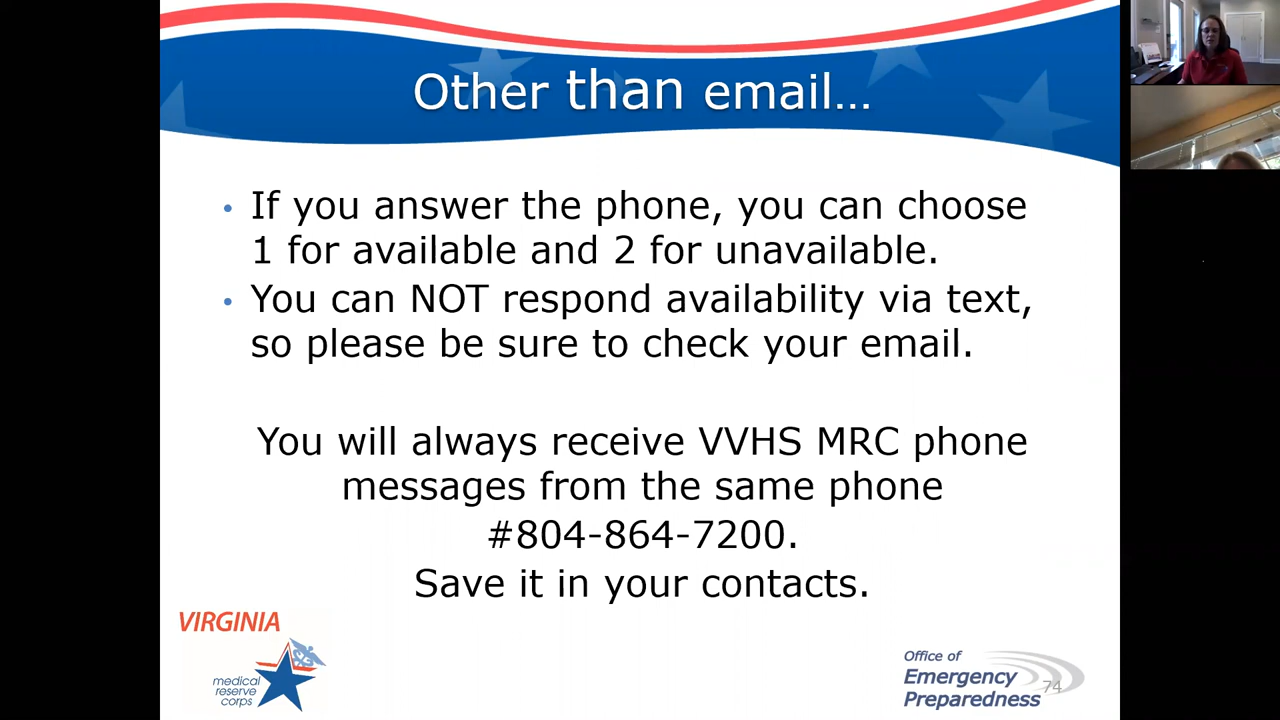 Other than email…
• If you answer the phone, you can choose
1 for available and 2 for unavailable.
• You can NOT respond availability via text,
so please be sure to check your email.
You will always receive VVHS MRC phone
messages from the same phone
#804-864-7200.
Save it in your contacts.
VIRGINIA
medical
reserve
corps
Office of
Emergency
Preparedness
74